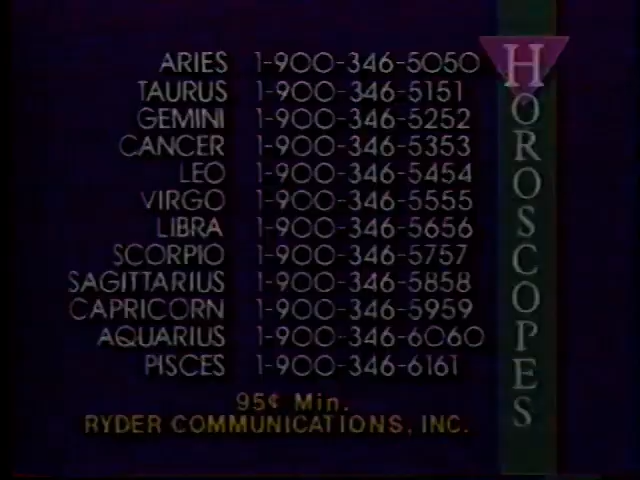 ARIES 1-900-346-5050
TAURUS 1-900-346-5151
GEMINI 1-900-346-5252
CANCER 1-900-346-5353
LEO 1-900-346-5454
VIRGO 1-900-346-5555
LIBRA 1-900-346-5656
SCORPIO 1-900-346-5757
SAGITTARIUS 1-900-346-5858
CAPRICORN 1-900-346-5959
AQUARIUS 1-900-346-6060
PISCES 1-900-346-6161
95¢ Min.
RYDER COMMUNICATIONS, INC.
HOROSCOPES